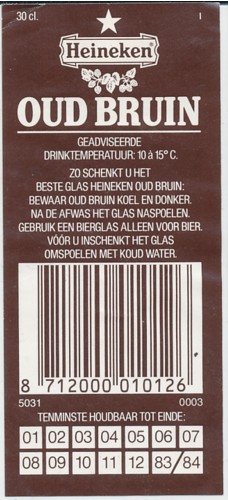 30 cl. I
Heineken
OUD BRUIN
GEADVISEERDE
DRINKTEMPERATUUR: 10 à 15° C.
ZO SCHENKT U HET
BESTE GLAS HEINEKEN OUD BRUIN:
BEWAAR OUD BRUIN KOEL EN DONKER.
NA DE AFWAS HET GLAS NASPOELEN.
GEBRUIK EEN BIERGLAS ALLEEN VOOR BIER.
VÓÓR U INSCHENKT HET GLAS
OMSPOELEN MET KOUD WATER.
8 712000 010126
5031 0003
TENMINSTE HOUDBAAR TOT EINDE:
01 02 03 04 05 06 07
08 09 10 11 12 83/84